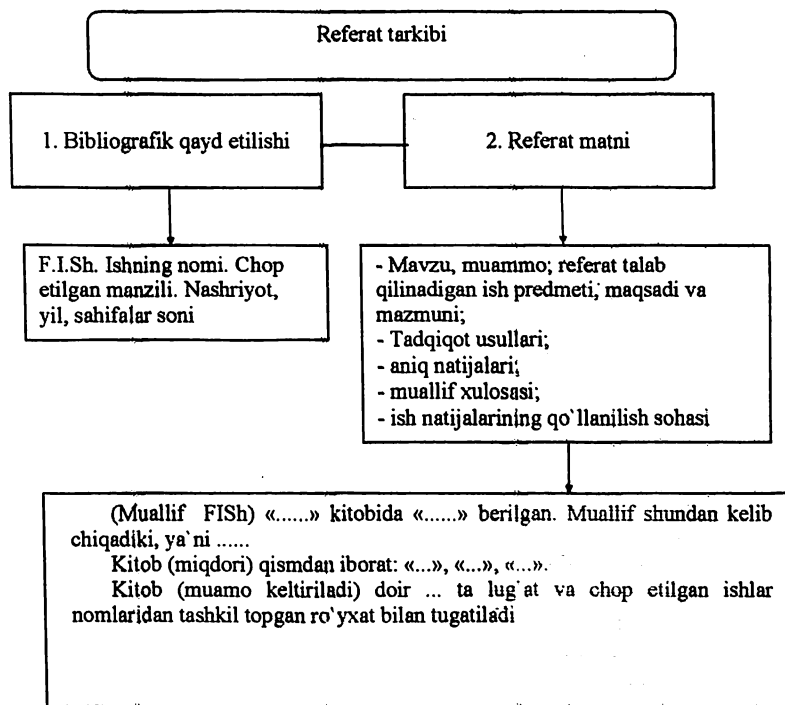 Referat tarkibi
1. Bibliografik qayd etilishi
2. Referat matni
F.I.Sh. Ishning nomi. Chop
etilgan manzili. Nashriyot,
yil, sahifalar soni
- Mavzu, muammo; referat talab
qilinadigan ish predmeti, maqsadi va
mazmuni;
- Tadqiqot usullari;
- aniq natijalari;
- muallif xulosasi;
- ish natijalarining qo`llanilish sohasi
(Muallif FISh) «......» kitobida «......» berilgan. Muallif shundan kelib
chiqadiki, ya`ni ......
Kitob (miqdori) qismdan iborat: «...», «...», «...».
Kitob (muamo keltiriladi) doir ... ta lug`at va chop etilgan ishlar
nomlaridan tashkil topgan ro`yxat bilan tugatiladi